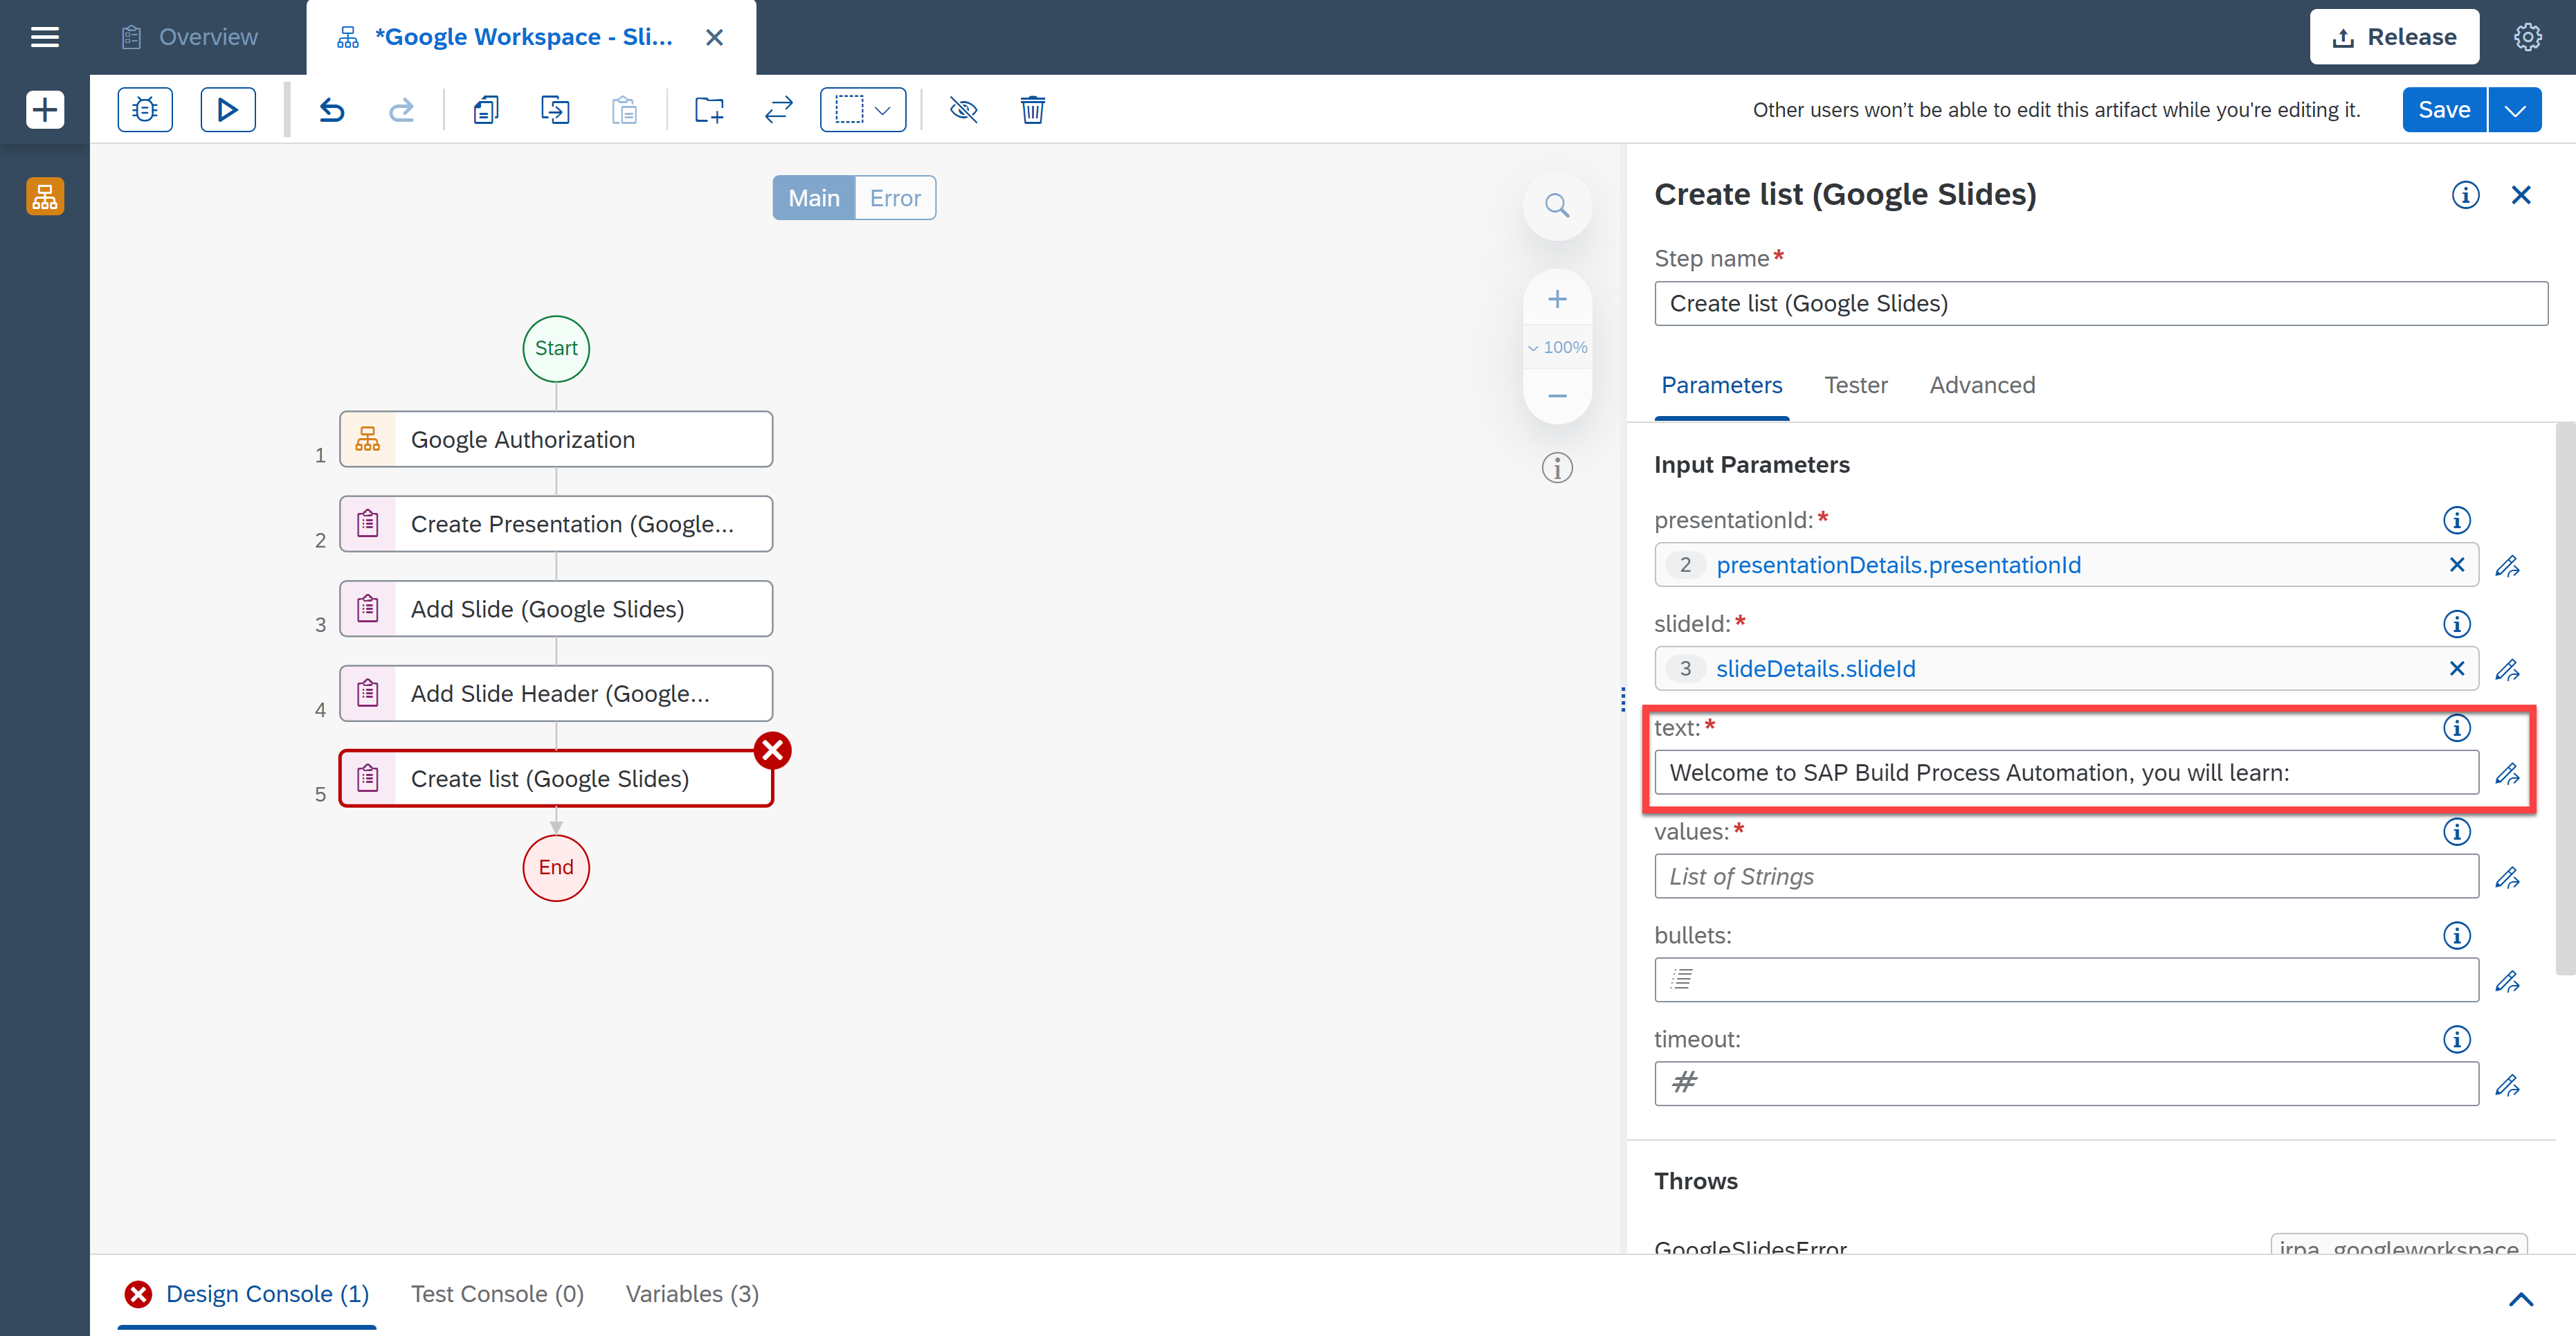 Overview
*Google Workspace - Sli...
Release
Other users won’t be able to edit this artifact while you're editing it.
Save
Main
Error
100%
Start
1
Google Authorization
2
Create Presentation (Google...
3
Add Slide (Google Slides)
4
Add Slide Header (Google...
5
Create list (Google Slides)
End
Create list (Google Slides)
Step name*
Create list (Google Slides)
Parameters
Tester
Advanced
Input Parameters
presentationId:*
2 presentationDetails.presentationId
slideId:*
3 slideDetails.slideId
text:*
Welcome to SAP Build Process Automation, you will learn:
values:*
List of Strings
bullets:
timeout:
#
Throws
GoogleSlidesError
irpa_googleworkspace
Design Console (1)
Test Console (0)
Variables (3)